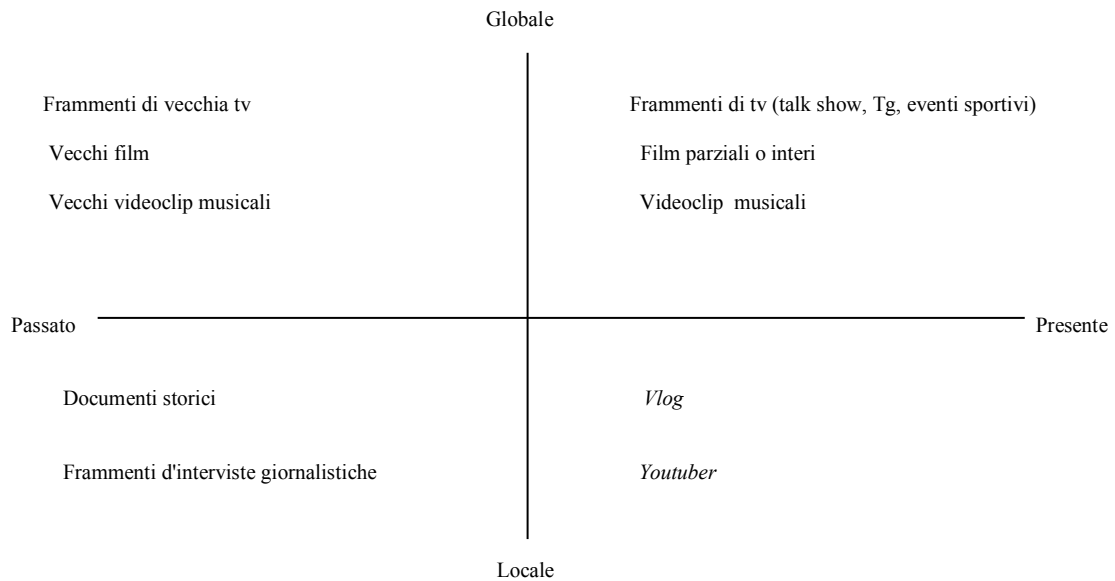 Globale
Frammenti di vecchia tv
Frammenti di tv (talk show, Tg, eventi sportivi)
Vecchi film
Film parziali o interi
Vecchi videoclip musicali
Videoclip musicali
Passato
Presente
Documenti storici
Vlog
Frammenti d'interviste giornalistiche
Youtuber
Locale